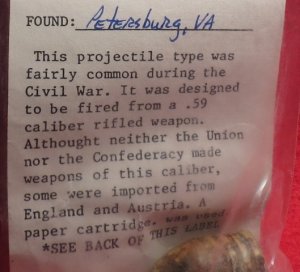 FOUND: Petersburg, VA
This projectile type was
fairly common during the
Civil War. It was designed
to be fired from a .59
caliber rifled weapon.
Althought neither the Union
nor the Confederacy made
weapons of this caliber,
some were imported from
England and Austria. A
paper cartridge. was used
*SEE BACK OF THIS LABEL